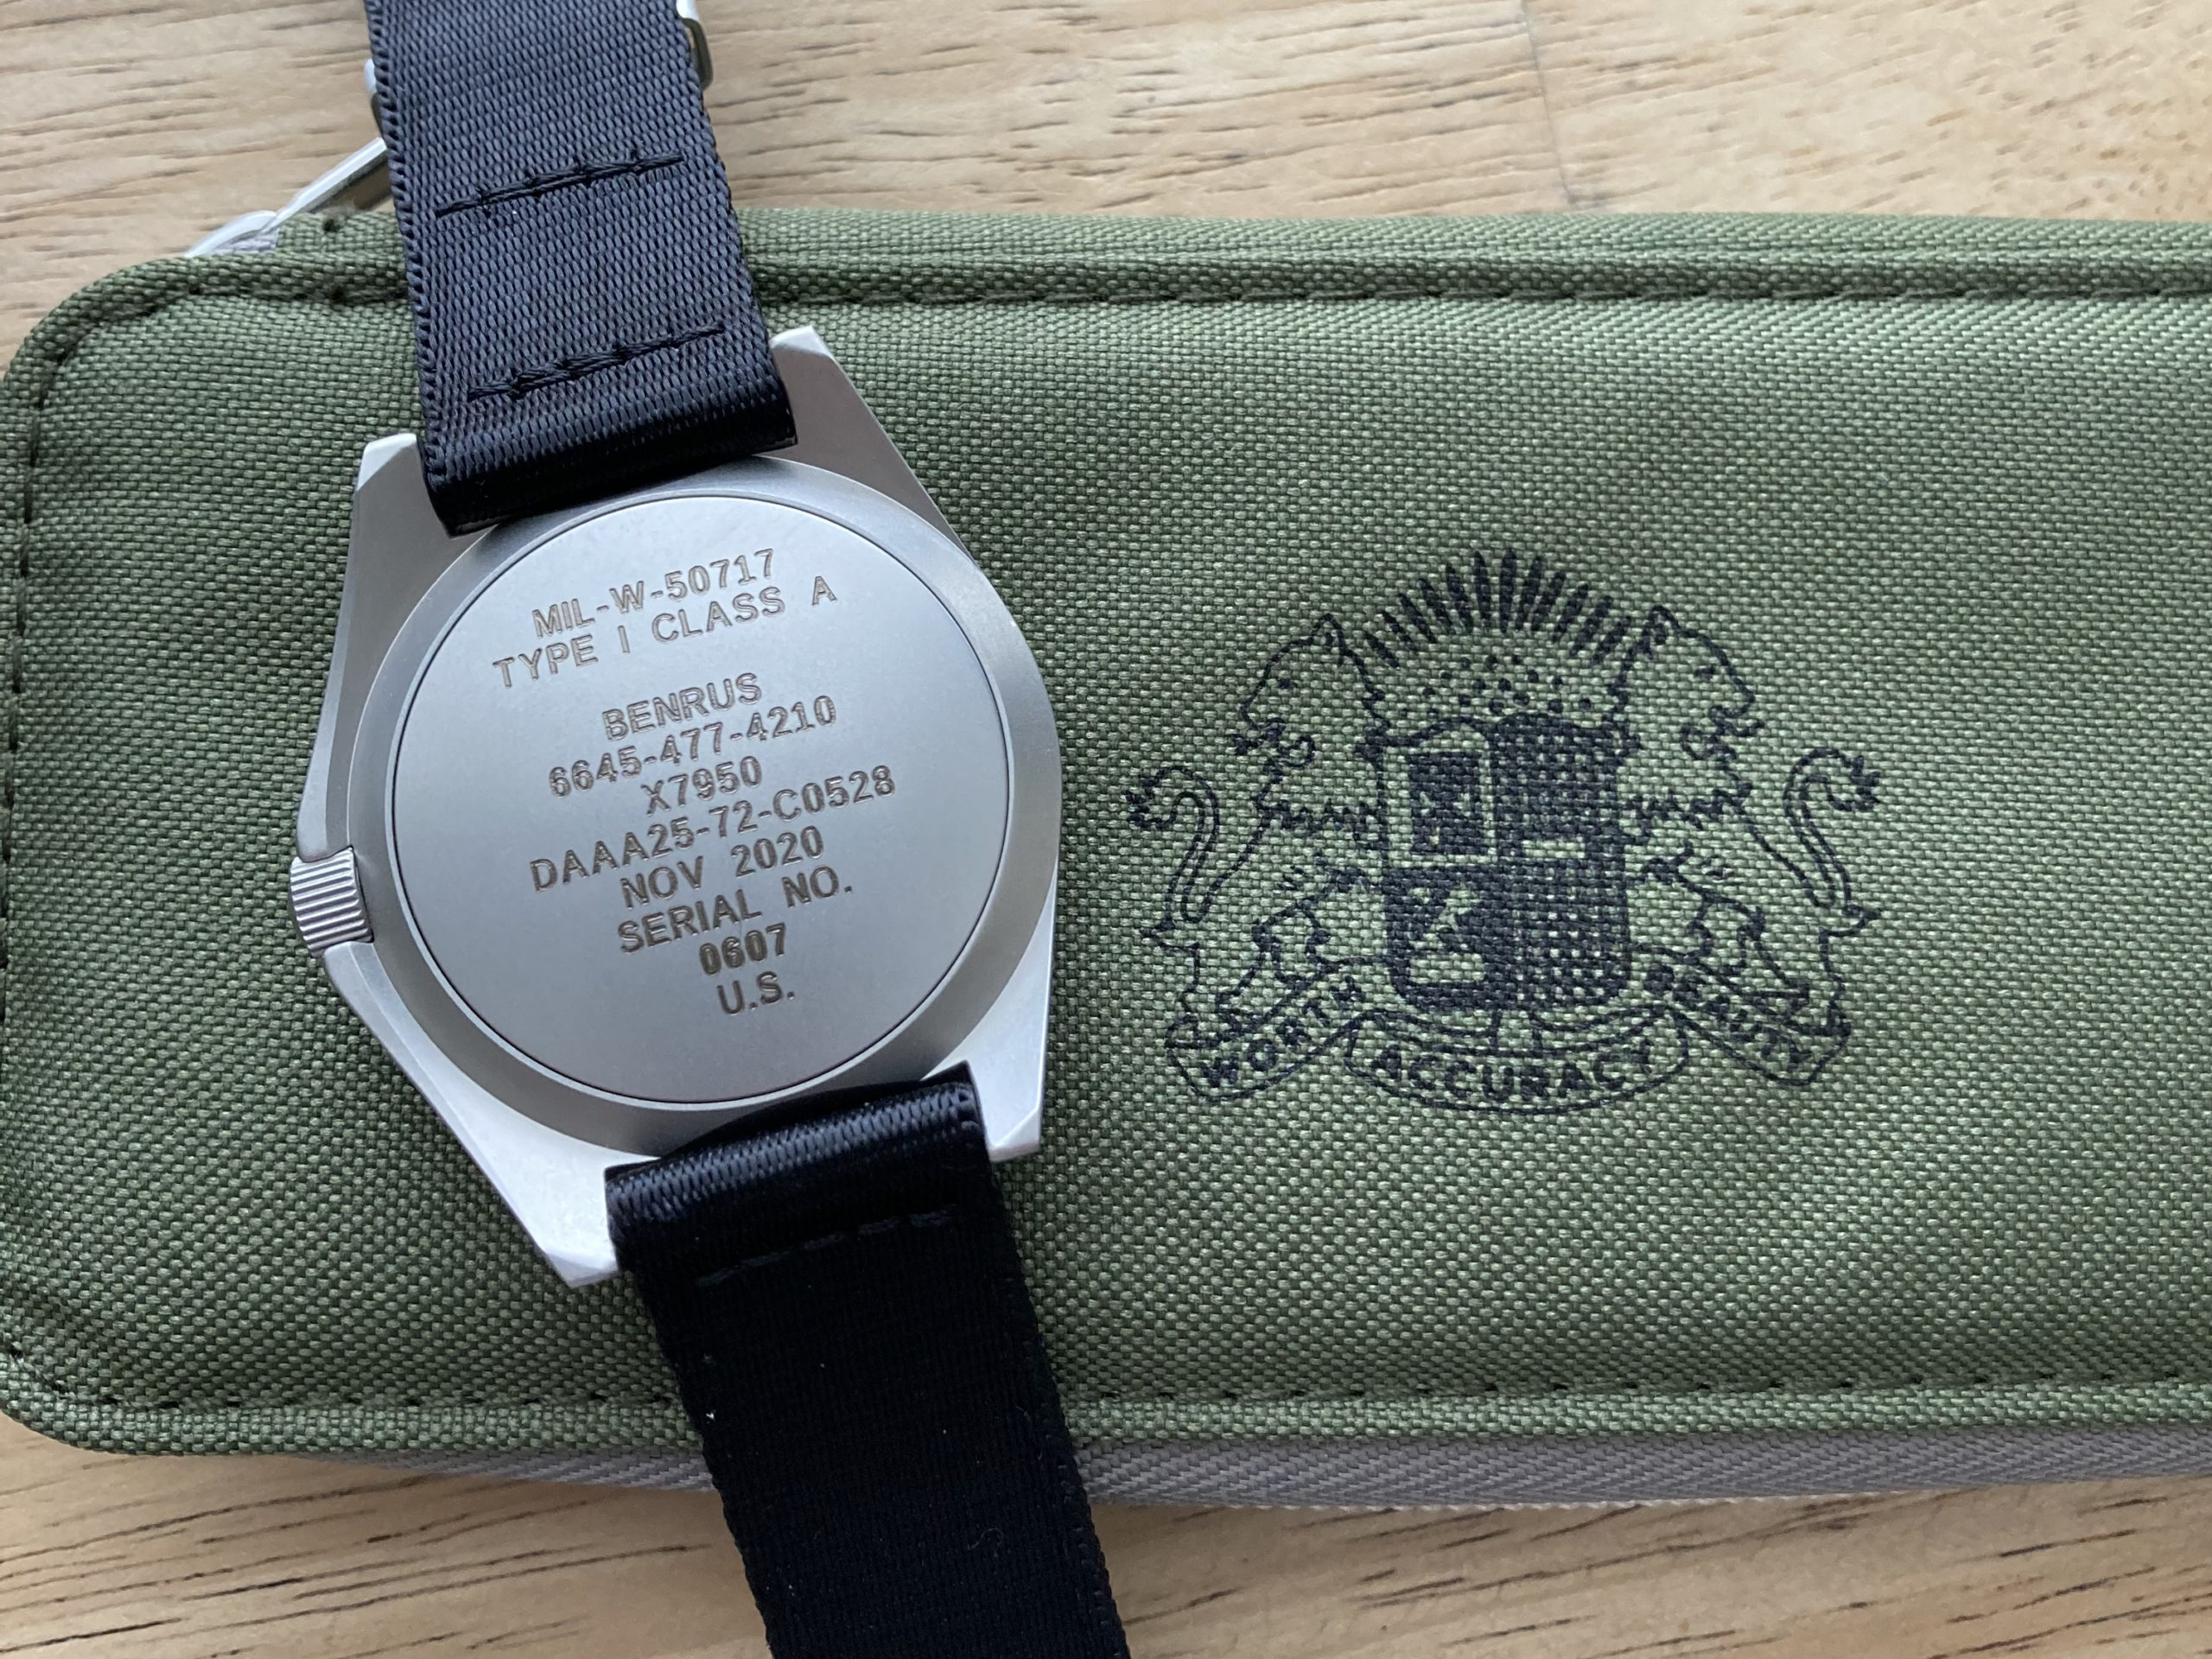 MIL-W-50717
TYPE I CLASS A
BENRUS
6645-477-4210
X7950
DAAA25-72-C0528
NOV 2020
SERIAL NO.
0607
U.S.
WORTH ACCURACY BEAUTY